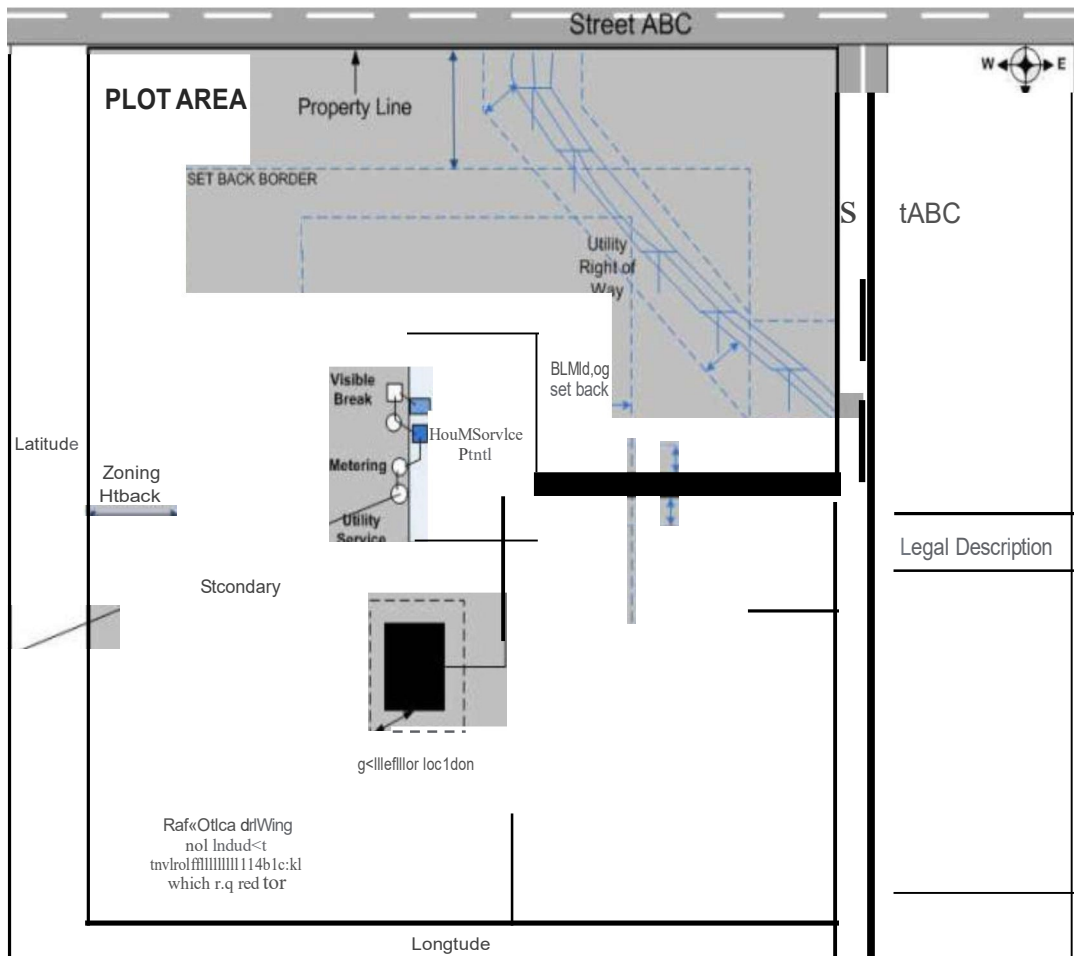 Street ABC
W E
PLOT AREA
Property Line
SET BACK BORDER
S tABC
Utility
Right of
Way
Visible
Break
BLMld,og
set back
Latitude
HouMSorvlce
Ptntl
Metering
Zoning
Htback
Utility
Service
Legal Description
Stcondary
g<llleflllor loc1don
Raf«Otlca drlWing
nol lndud<t
which r.q red tor
Longtude